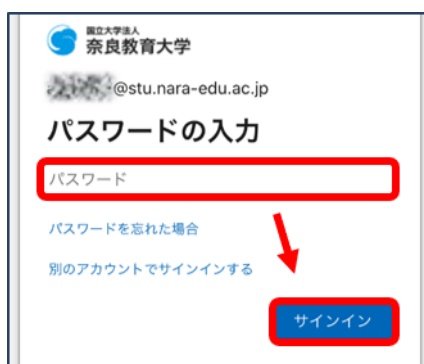 国立大学法人
奈良教育大学
@stu.nara-edu.ac.jp
パスワードの入力
パスワード
パスワードを忘れた場合
別のアカウントでサインインする
サインイン